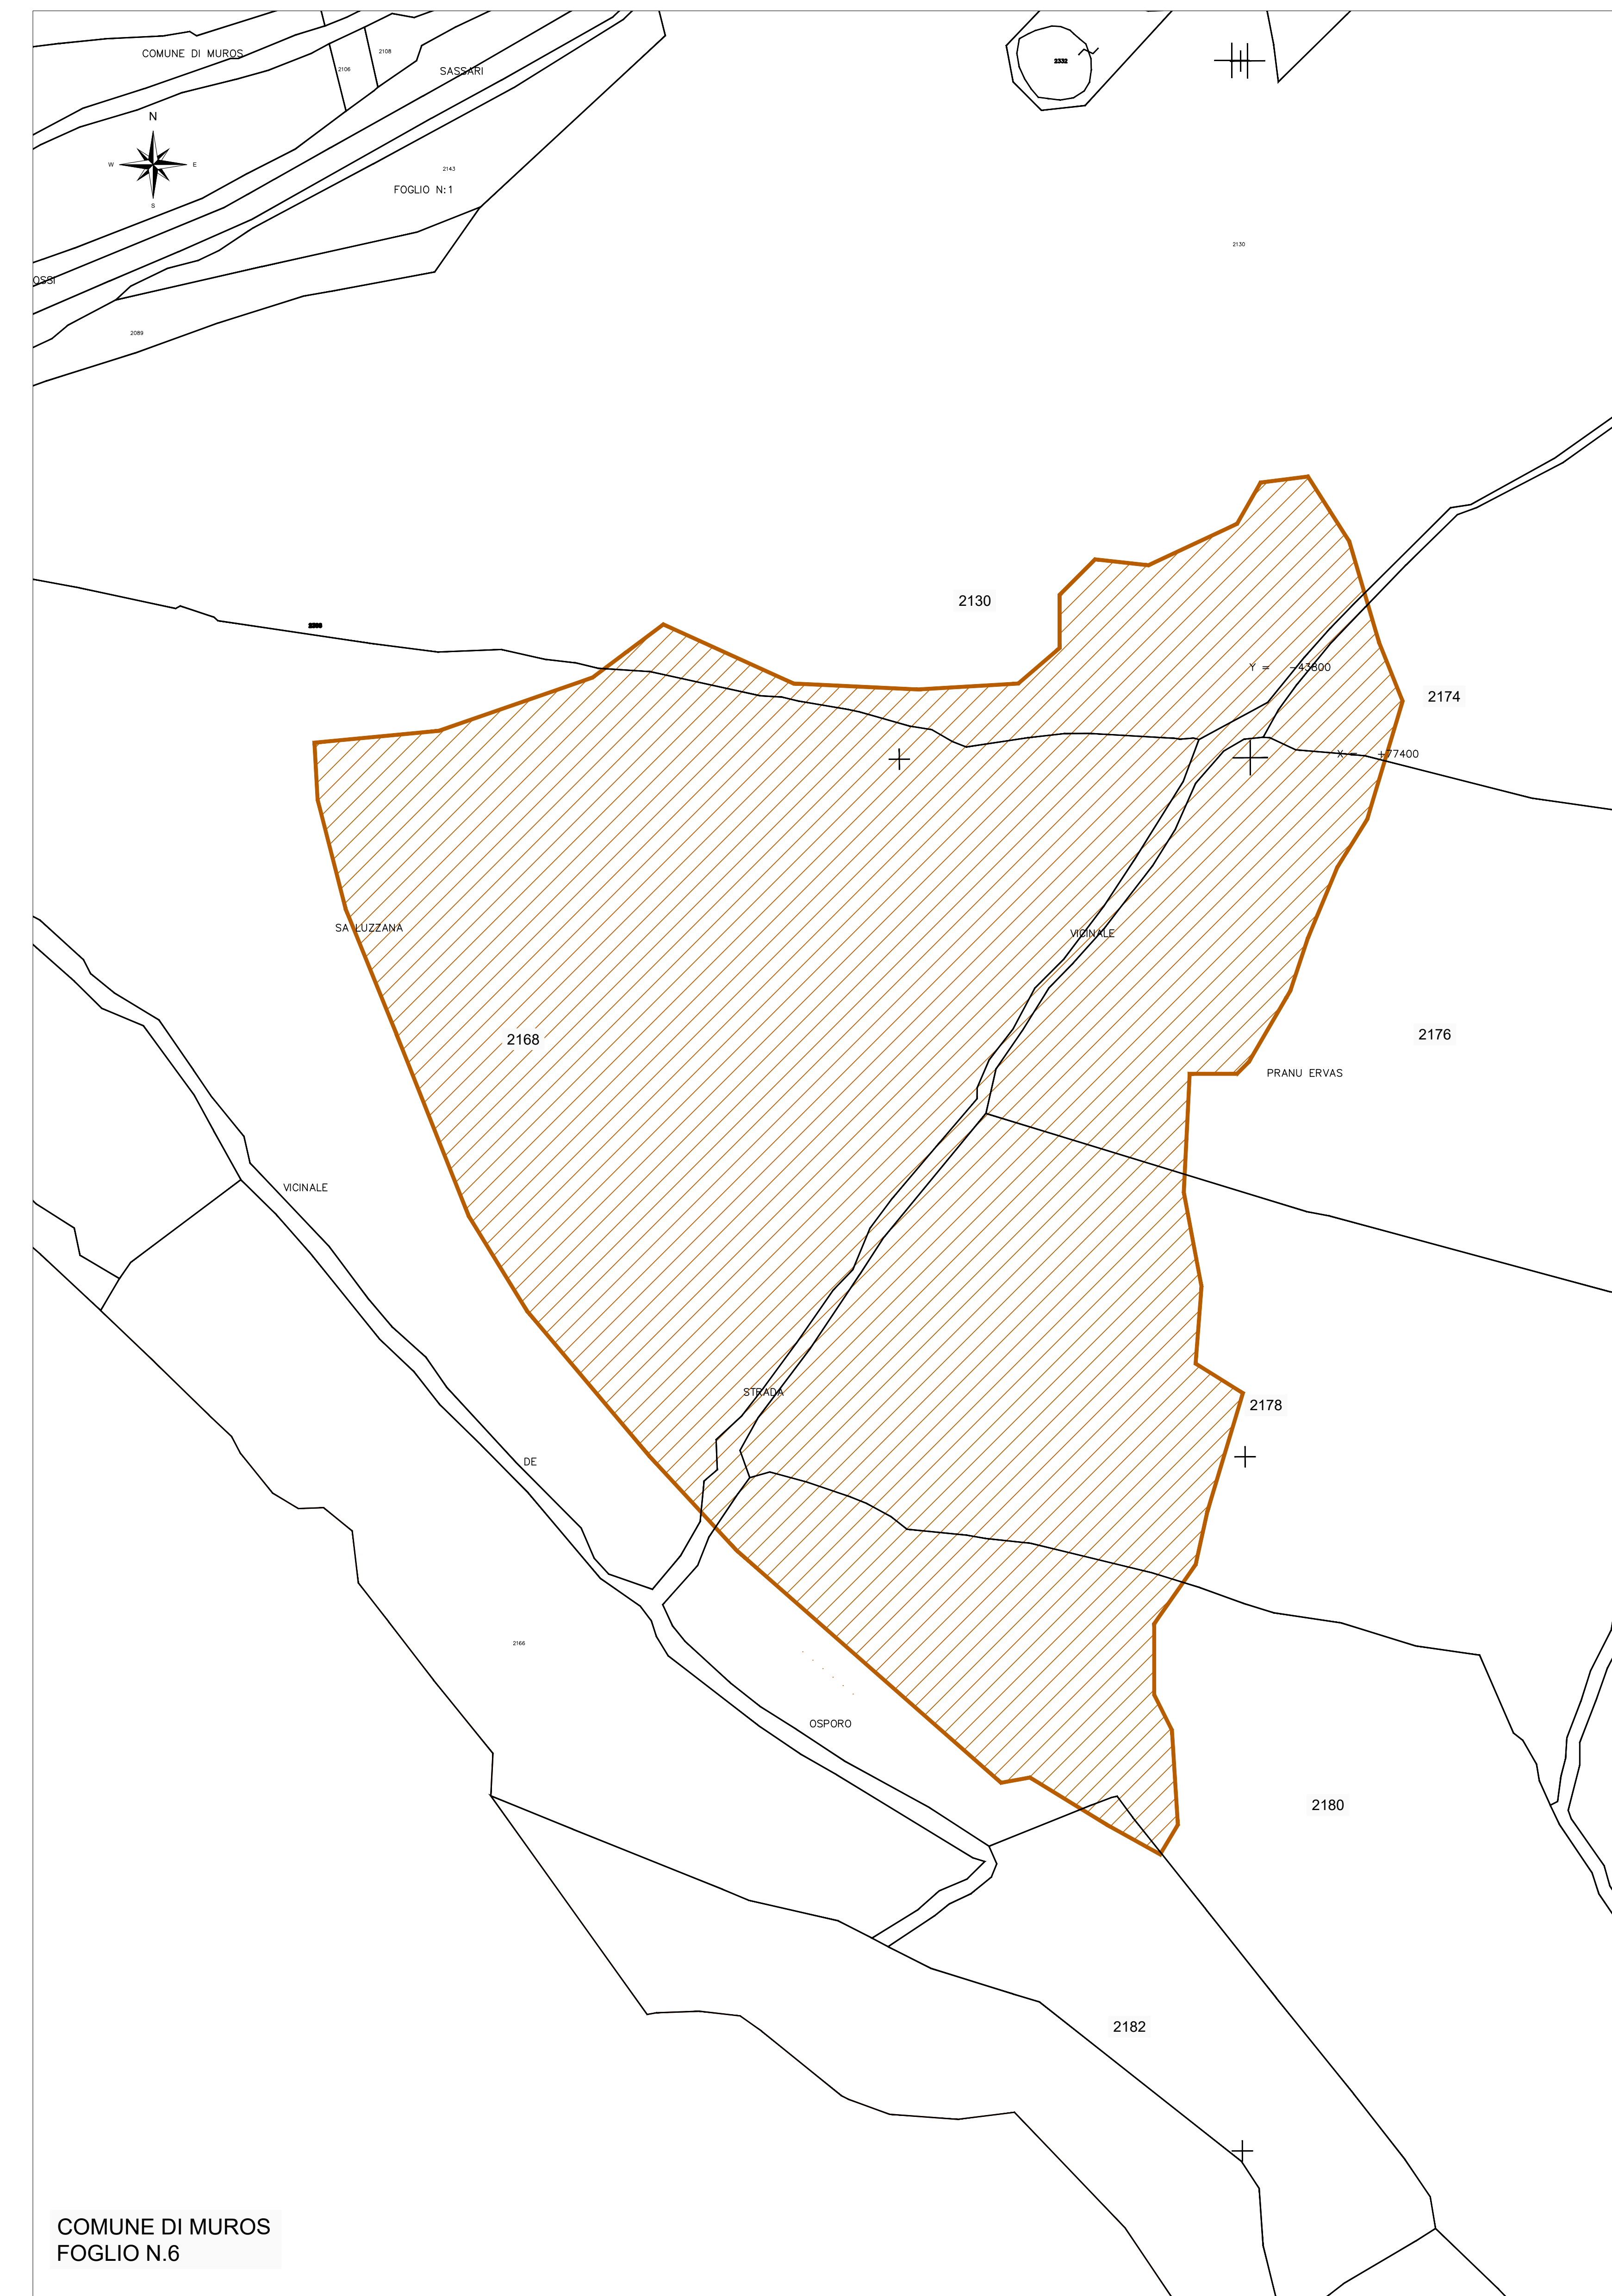 COMUNE DI MUROS
2106
2108
SASSARI
2332
N
W
E
S
2143
FOGLIO N:1
2130
OSSI
2089
2130
Y = -43800
2174
X = +77400
SA LUZZANA
VICINALE
2168
2176
PRANU ERVAS
VICINALE
STRADA
2178
DE
2166
OSPORO
2180
2182
COMUNE DI MUROS
FOGLIO N.6